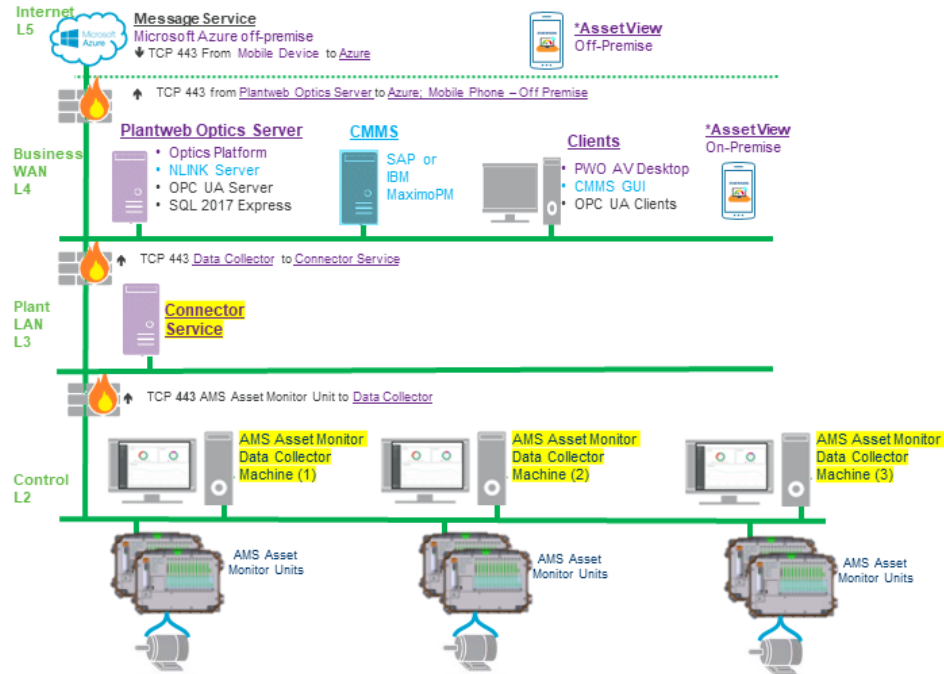 Internet
L5
Microsoft
Azure
Message Service
Microsoft Azure off-premise
TCP 443 From Mobile Device to Azure
*AssetView
Off-Premise
TCP 443 from Plantweb Optics Server to Azure; Mobile Phone – Off Premise
Business
WAN
L4
Plantweb Optics Server
• Optics Platform
• NLINK Server
• OPC UA Server
• SQL 2017 Express
CMMS
SAP or
IBM
MaximoPM
Clients
• PWO AV Desktop
• CMMS GUI
• OPC UA Clients
*AssetView
On-Premise
TCP 443 Data Collector to Connector Service
Plant
LAN
L3
Connector
Service
TCP 443 AMS Asset Monitor Unit to Data Collector
Control
L2
AMS Asset Monitor
Data Collector
Machine (1)
AMS Asset Monitor
Data Collector
Machine (2)
AMS Asset Monitor
Data Collector
Machine (3)
AMS Asset
Monitor Units
AMS Asset
Monitor Units
AMS Asset
Monitor Units